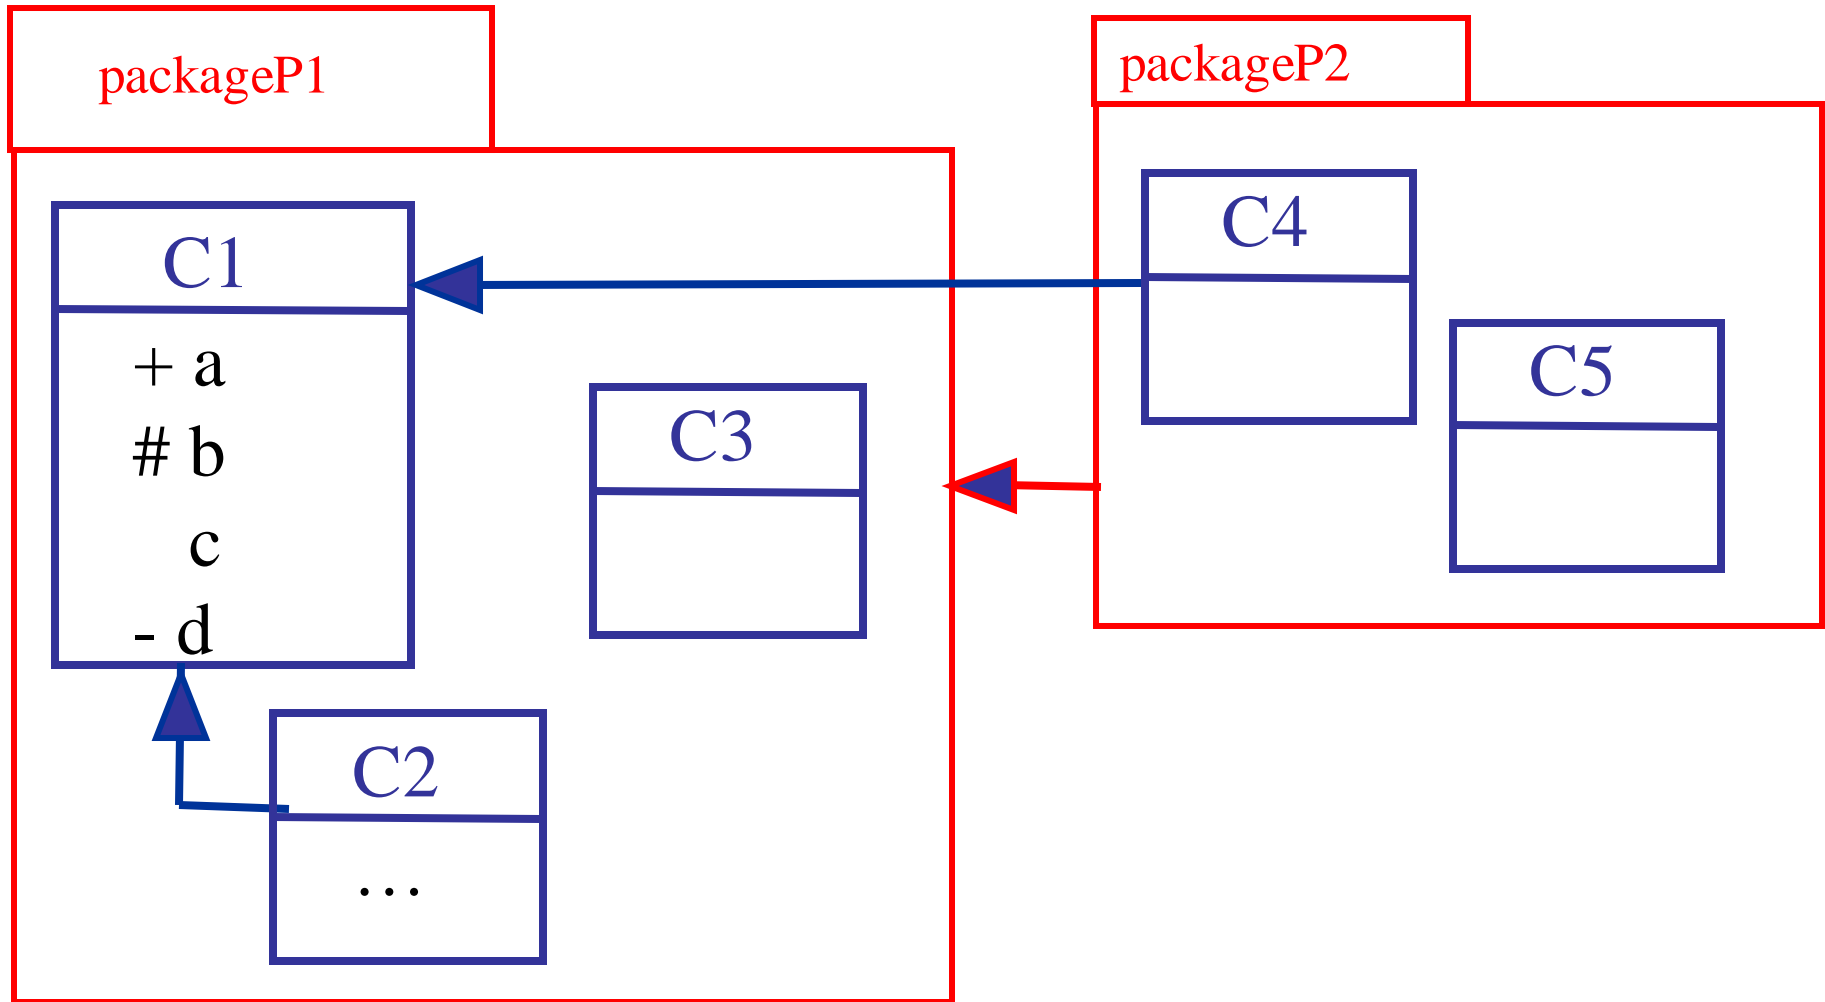 packageP1
packageP2
C1
+ a
# b
c
- d
C2
...
C3
C4
C5